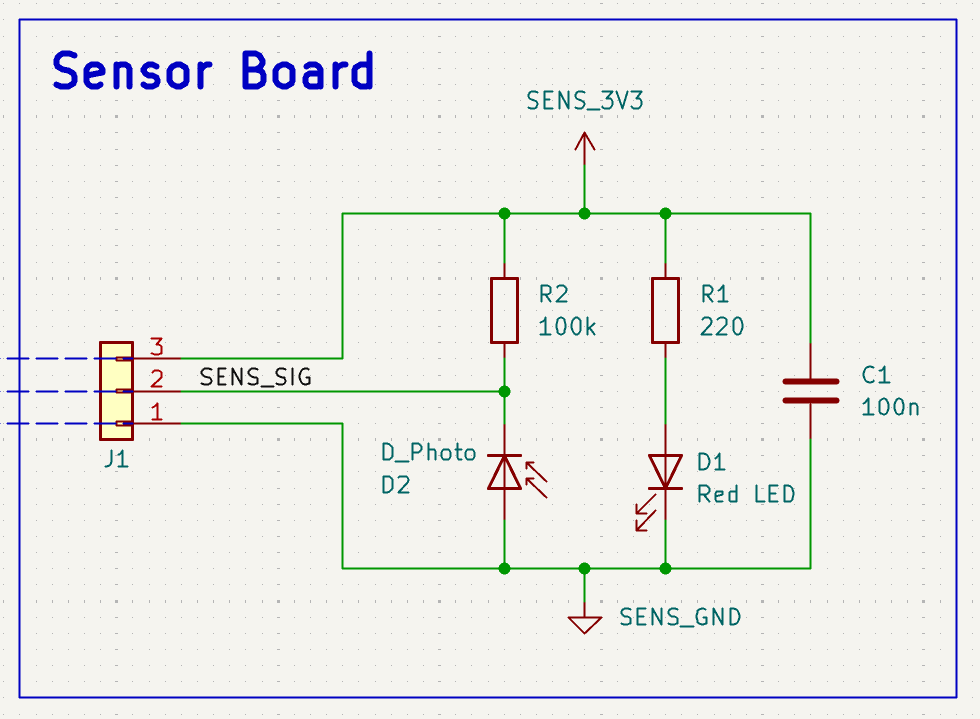 Sensor Board
SENS_3V3
R2
100k
R1
220
3
2
1
SENS_SIG
J1
C1
100n
D_Photo
D2
D1
Red LED
SENS_GND